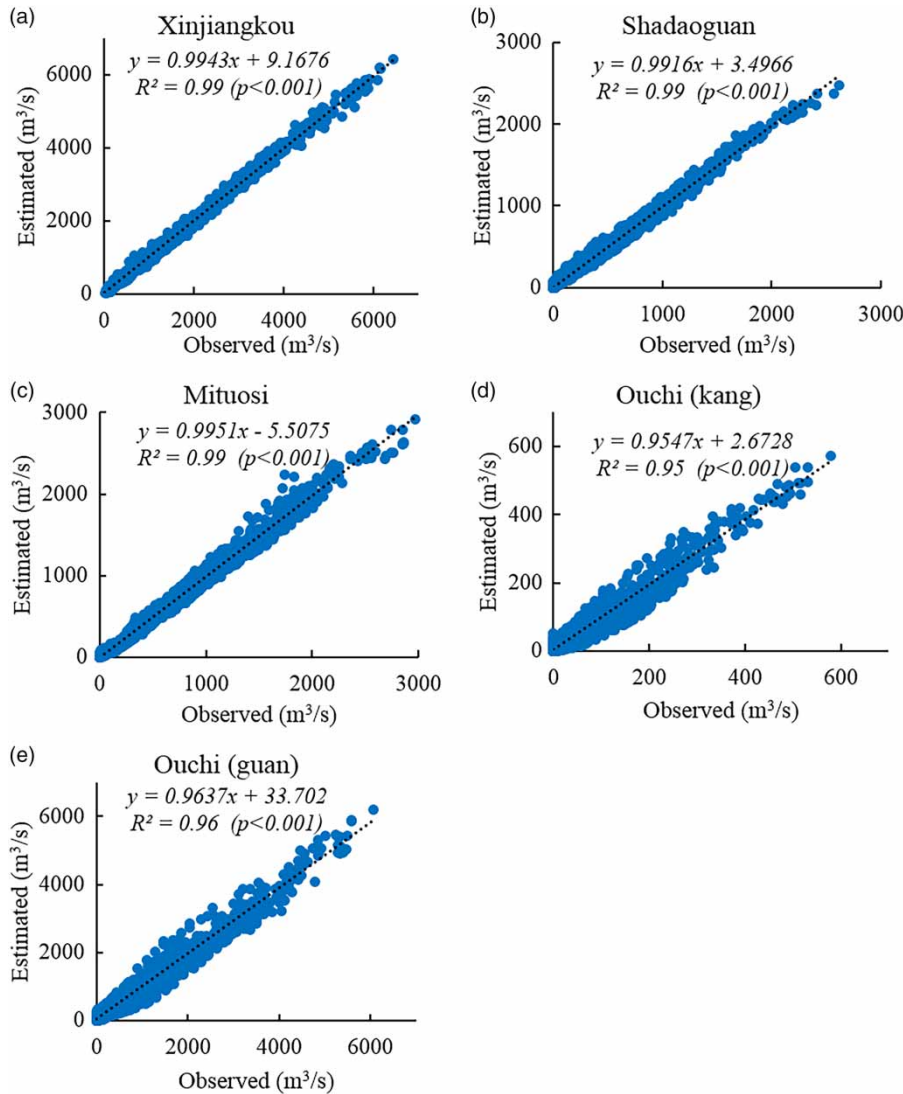 (a)
Xinjiangkou
y = 0.9943x + 9.1676
R² = 0.99 (p<0.001)
Estimated (m³/s)
6000
4000
2000
0
0 2000 4000 6000
Observed (m³/s)
(b)
Shadaoguan
y = 0.9916x + 3.4966
R² = 0.99 (p<0.001)
Estimated (m³/s)
3000
2000
1000
0
0 1000 2000 3000
Observed (m³/s)
(c)
Mituosi
y = 0.9951x - 5.5075
R² = 0.99 (p<0.001)
Estimated (m³/s)
3000
2000
1000
0
0 1000 2000 3000
Observed (m³/s)
(d)
Ouchi (kang)
y = 0.9547x + 2.6728
R² = 0.95 (p<0.001)
Estimated (m³/s)
600
400
200
0
0 200 400 600
Observed (m³/s)
(e)
Ouchi (guan)
y = 0.9637x + 33.702
R² = 0.96 (p<0.001)
Estimated (m³/s)
6000
4000
2000
0
0 2000 4000 6000
Observed (m³/s)